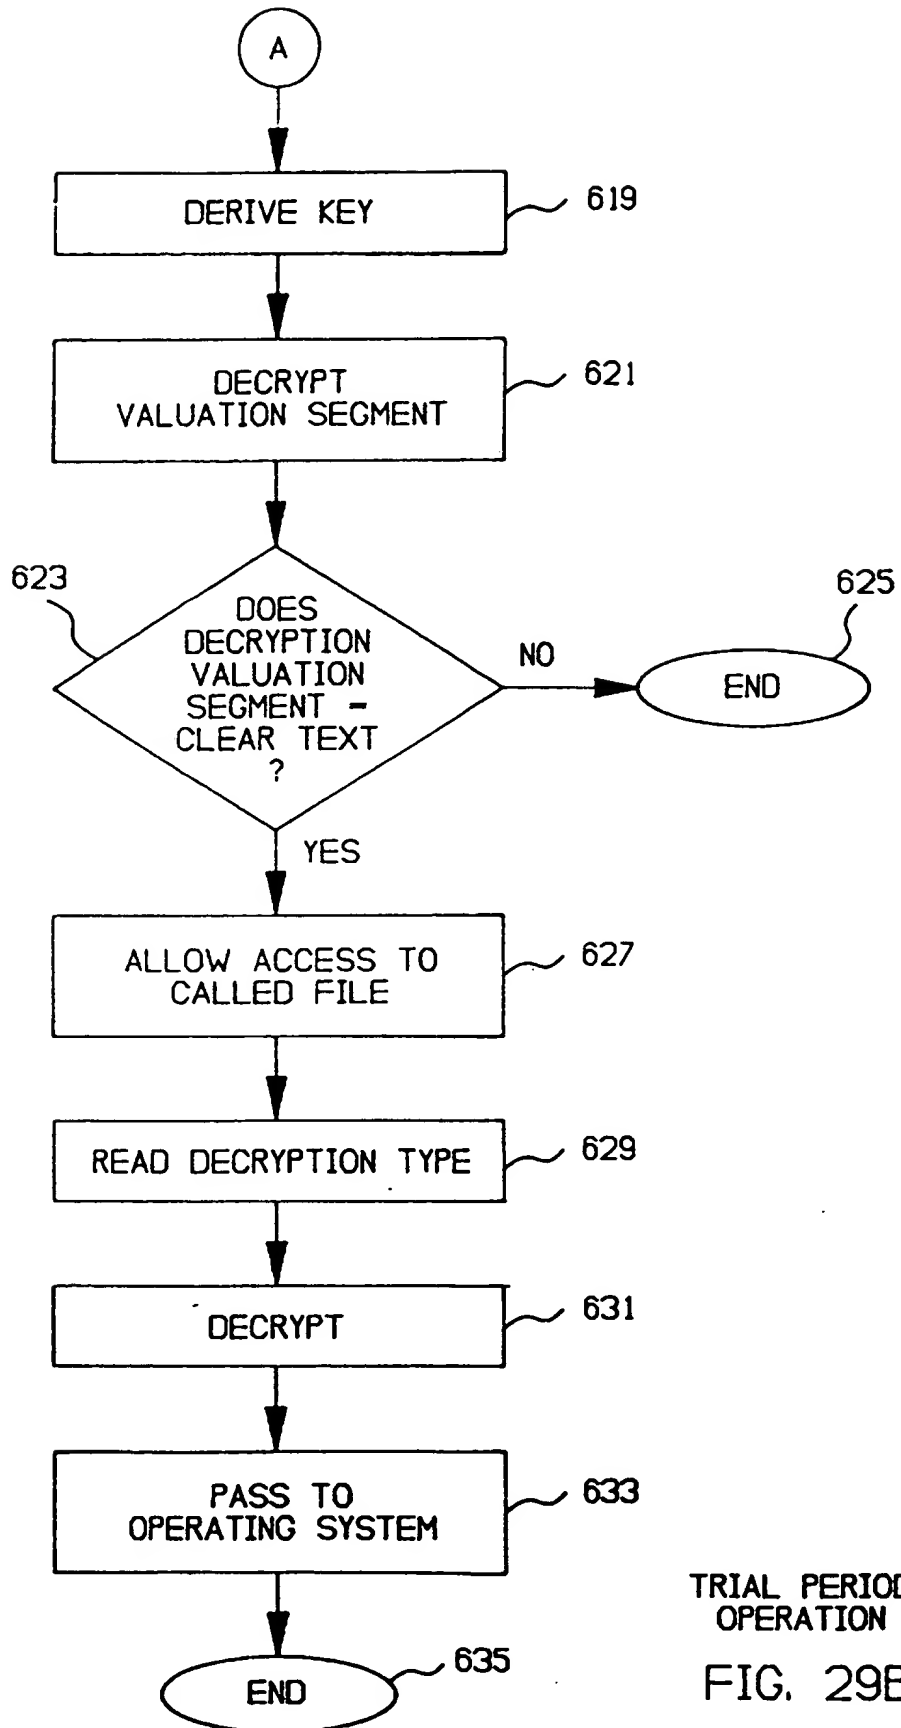 A
DERIVE KEY
619
DECRYPT
VALUATION SEGMENT
621
623
DOES
DECRYPTION
VALUATION
SEGMENT -
CLEAR TEXT
?
NO
625
END
YES
ALLOW ACCESS TO
CALLED FILE
627
READ DECRYPTION TYPE
629
DECRYPT
631
PASS TO
OPERATING SYSTEM
633
END
635
TRIAL PERIOD
OPERATION
FIG. 29B